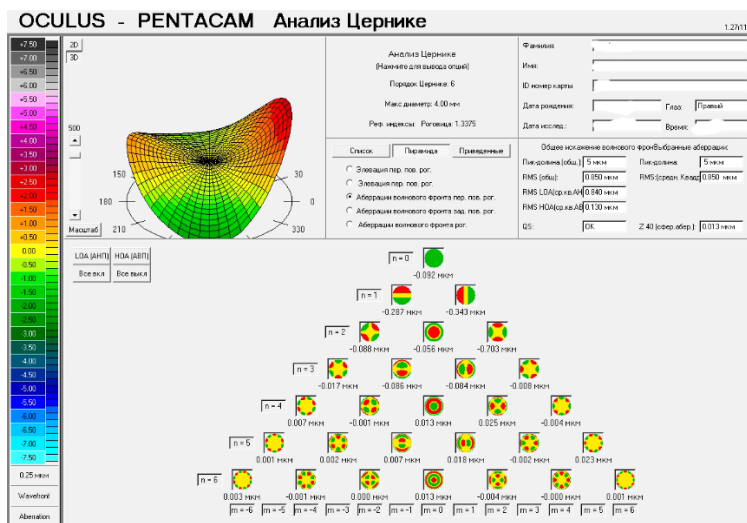 OCULUS - PENTACAM Анализ Цернике
1.27r11
+7.50
+7.00
+6.50
+6.00
+5.50
+5.00
+4.50
+4.00
+3.50
+3.00
+2.50
+2.00
+1.50
+1.00
+0.50
0.00
-0.50
-1.00
-1.50
-2.00
-2.50
-3.00
-3.50
-4.00
-4.50
-5.00
-5.50
-6.00
-6.50
-7.00
-7.50
0.25 мкм
Wavefront
Aberration
2D
3D
500
Масштаб
150
180
210
30
0
330
Анализ Цернике
(Нажмите для вывода опций)
Порядок Цернике: 6
Макс диаметр: 4.00 мм
Реф. индексы: Роговица: 1.3375
Фамилия:
Имя:
ID номер карты
Дата рождения:
Глаз: Правый
Дата исслед.:
Время:
Список Пирамида Приведенные
Элевация пер. пов. рог.
Элевация пер. пов. рог.
Аберрации волнового фронта пер. пов. рог.
Аберрации волнового фронта зад. пов. рог.
Аберрации волнового фронта рог.
Общее искажение волнового фронВыбранные аберрации:
Пик-долина (общ.): 5 мкм Пик-долина: 5 мкм
RMS (общ): 0.850 мкм RMS:(средн. Квадр 0.850 мкм
RMS LOA(ср.кв.АН 0.840 мкм
RMS HOA(ср.кв.АВ 0.130 мкм
QS: OK Z 40 (сфер.абер.): 0.013 мкм
LOA (АНП) HOA (АВП)
Все вкл Все выкл
n = 0
-0.092 мкм
n = 1
-0.287 мкм -0.343 мкм
n = 2
-0.088 мкм -0.056 мкм -0.703 мкм
n = 3
-0.017 мкм -0.086 мкм -0.084 мкм -0.008 мкм
n = 4
0.007 мкм -0.001 мкм 0.013 мкм 0.025 мкм -0.004 мкм
n = 5
0.001 мкм 0.002 мкм 0.007 мкм 0.018 мкм -0.002 мкм 0.023 мкм
n = 6
0.003 мкм -0.001 мкм 0.000 мкм 0.013 мкм -0.004 мкм -0.000 мкм 0.001 мкм
m = -6 m = -5 m = -4 m = -3 m = -2 m = -1 m = 0 m = 1 m = 2 m = 3 m = 4 m = 5 m = 6